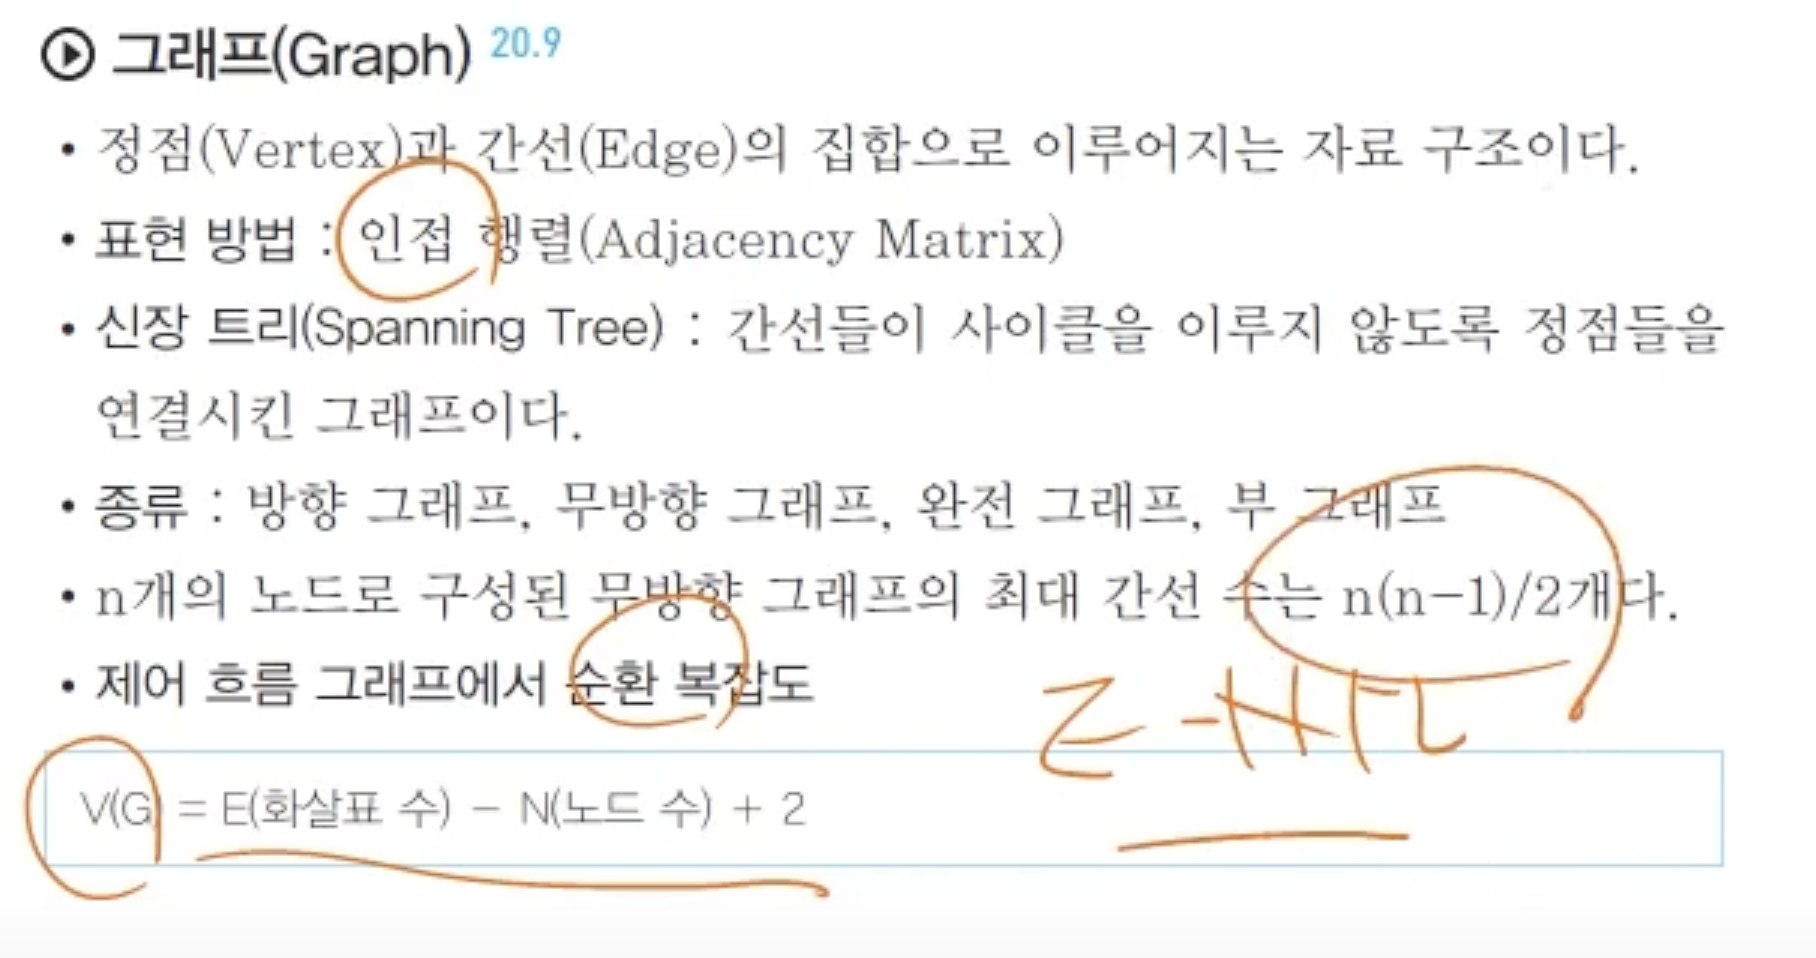 그래프(Graph) 20.9
• 정점(Vertex)과 간선(Edge)의 집합으로 이루어지는 자료 구조이다.
• 표현 방법 : 인접 행렬(Adjacency Matrix)
• 신장 트리(Spanning Tree) : 간선들이 사이클을 이루지 않도록 정점들을
연결시킨 그래프이다.
• 종류 : 방향 그래프, 무방향 그래프, 완전 그래프, 부 그래프
• n개의 노드로 구성된 무방향 그래프의 최대 간선 수는 n(n-1)/2개다.
• 제어 흐름 그래프에서 순환 복잡도
E-N+2
V(G) = E(화살표 수) - N(노드 수) + 2